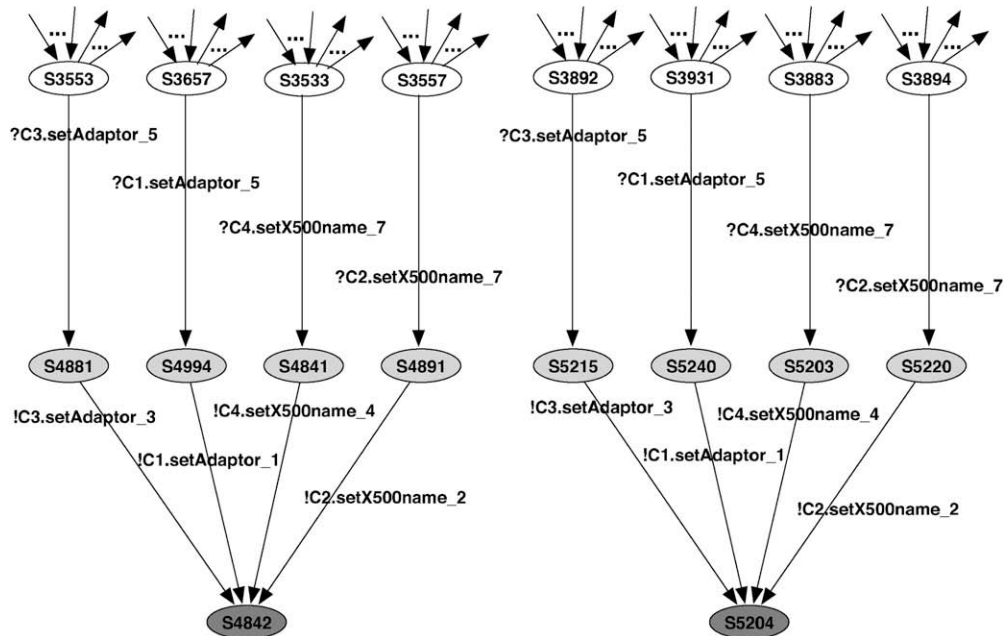 ... ... ... ... ... ... ... ...
... ... ... ... ... ... ... ...
S3553 S3657 S3533 S3557 S3892 S3931 S3883 S3894
?C3.setAdaptor_5 ?C3.setAdaptor_5
?C1.setAdaptor_5 ?C1.setAdaptor_5
?C4.setX500name_7 ?C4.setX500name_7
?C2.setX500name_7 ?C2.setX500name_7
S4881 S4994 S4841 S4891 S5215 S5240 S5203 S5220
!C3.setAdaptor_3 !C4.setX500name_4 !C3.setAdaptor_3 !C4.setX500name_4
!C1.setAdaptor_1 !C1.setAdaptor_1
!C2.setX500name_2 !C2.setX500name_2
S4842 S5204